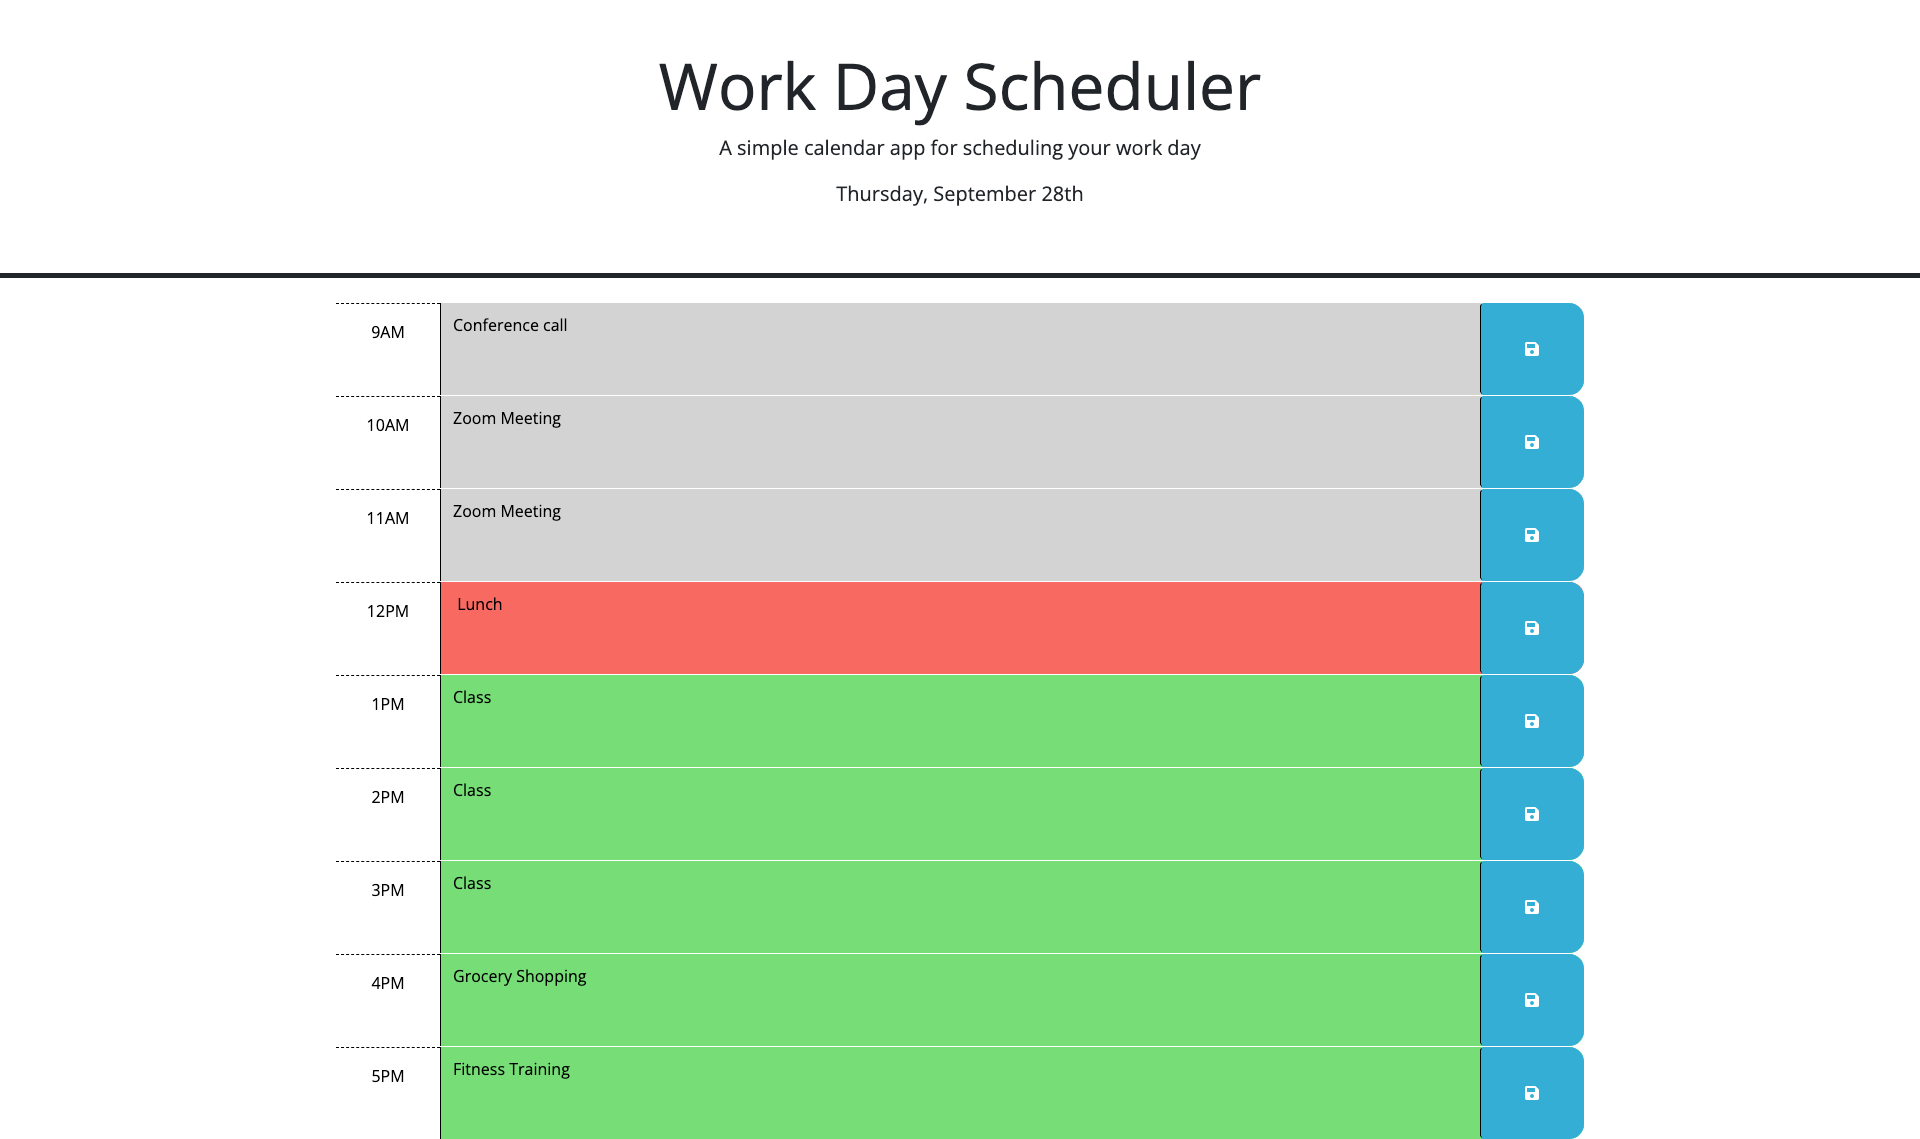 Work Day Scheduler
A simple calendar app for scheduling your work day
Thursday, September 28th
9AM
Conference call
10AM
Zoom Meeting
11AM
Zoom Meeting
12PM
Lunch
1PM
Class
2PM
Class
3PM
Class
4PM
Grocery Shopping
5PM
Fitness Training